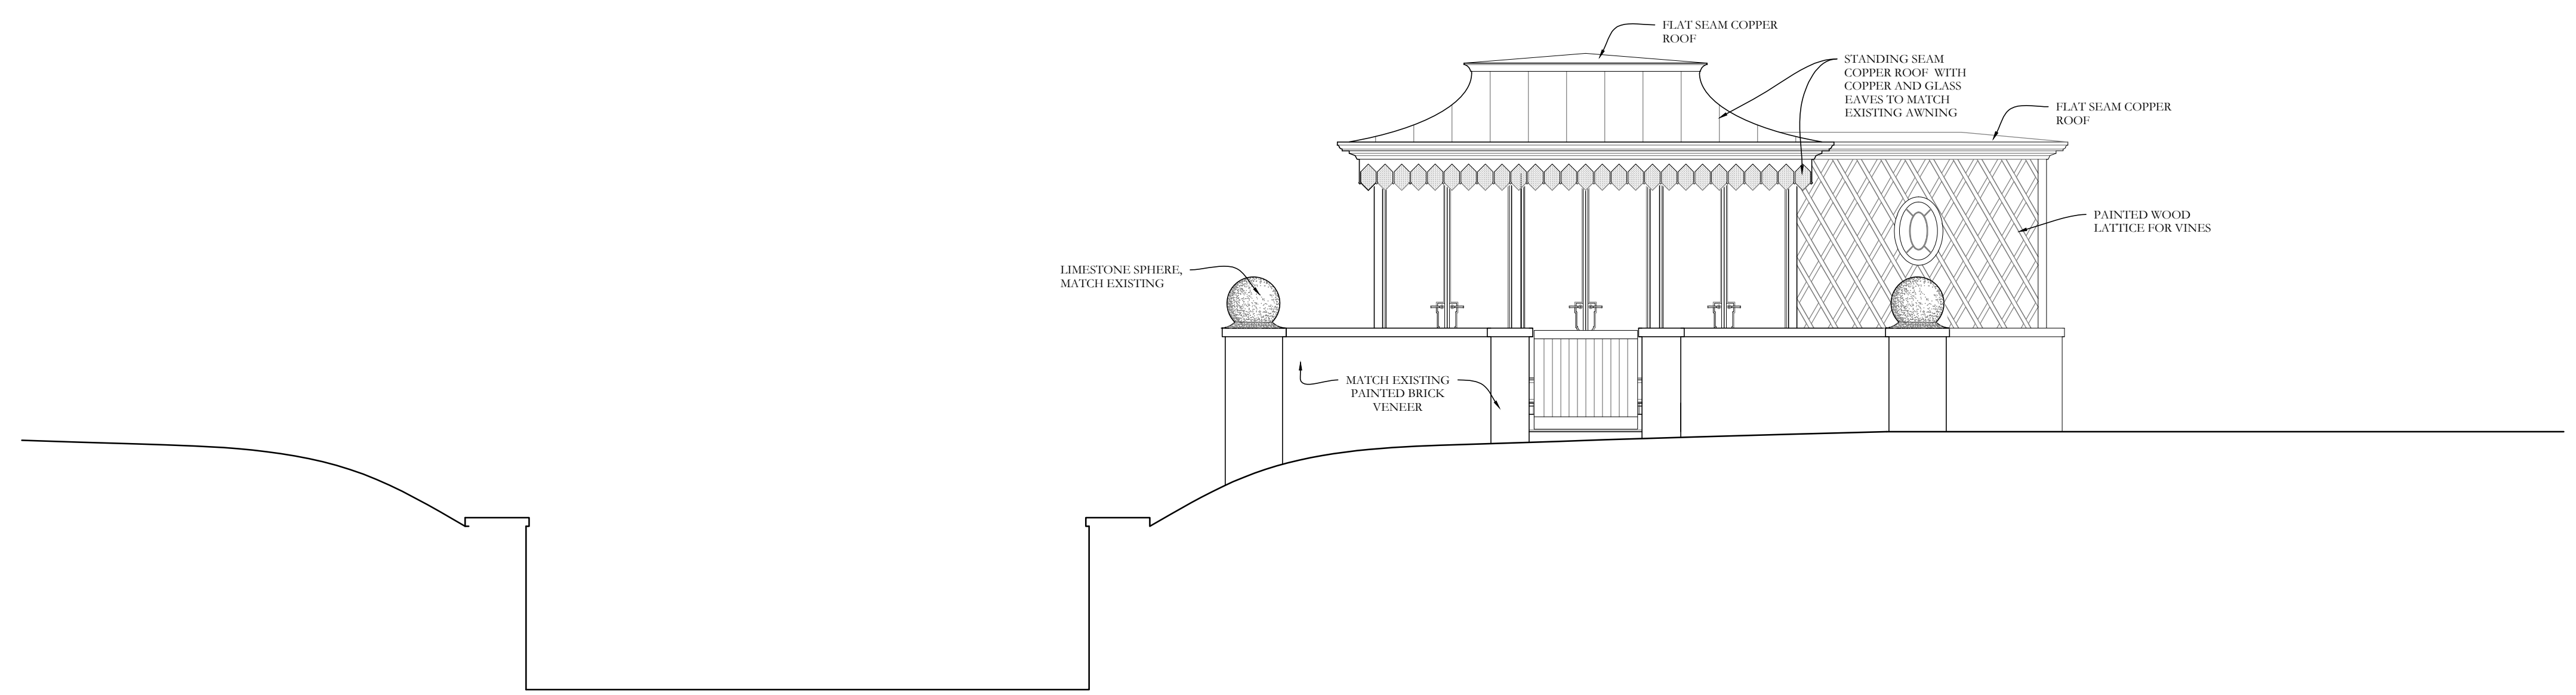 FLAT SEAM COPPER
ROOF
STANDING SEAM
COPPER ROOF WITH
COPPER AND GLASS
EAVES TO MATCH
EXISTING AWNING
FLAT SEAM COPPER
ROOF
PAINTED WOOD
LATTICE FOR VINES
LIMESTONE SPHERE,
MATCH EXISTING
MATCH EXISTING
PAINTED BRICK
VENEER